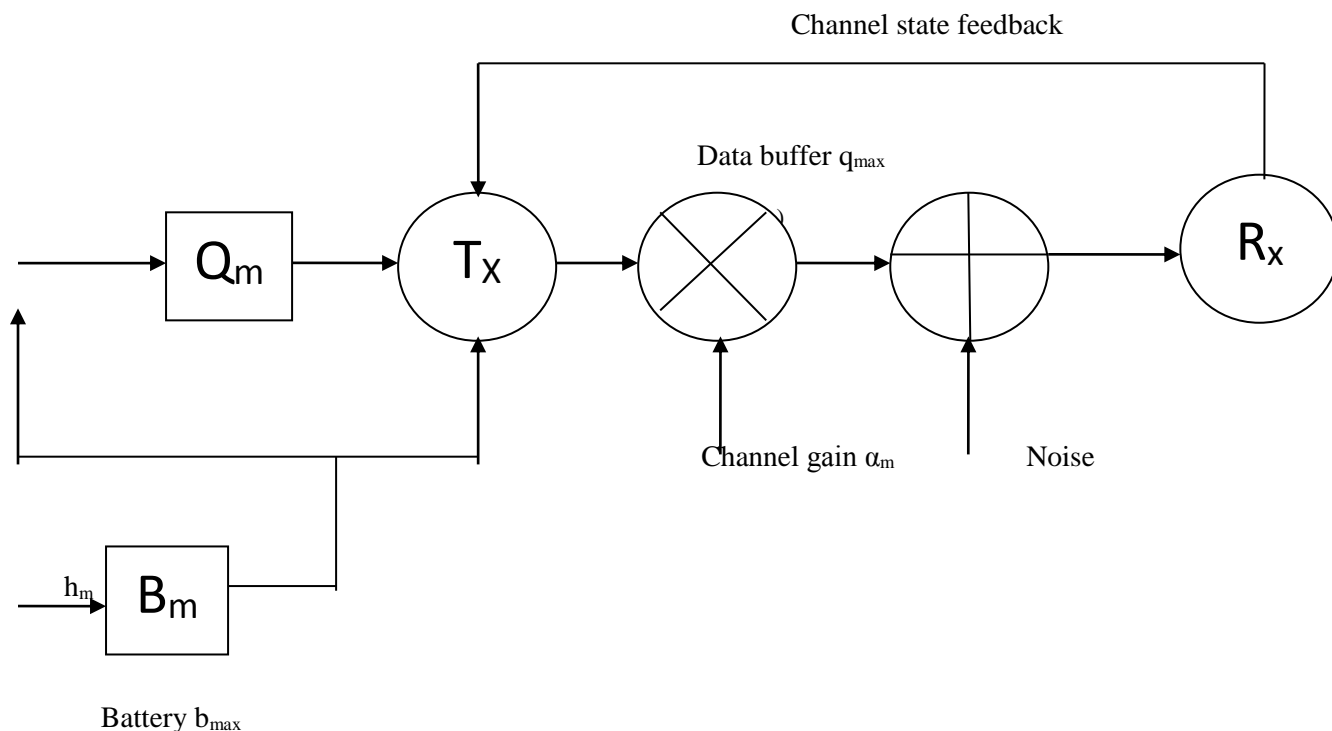 Channel state feedback
Data buffer qmax
)
Qm
TX
Rx
Channel gain αm
Noise
hm
Bm
Battery bmax